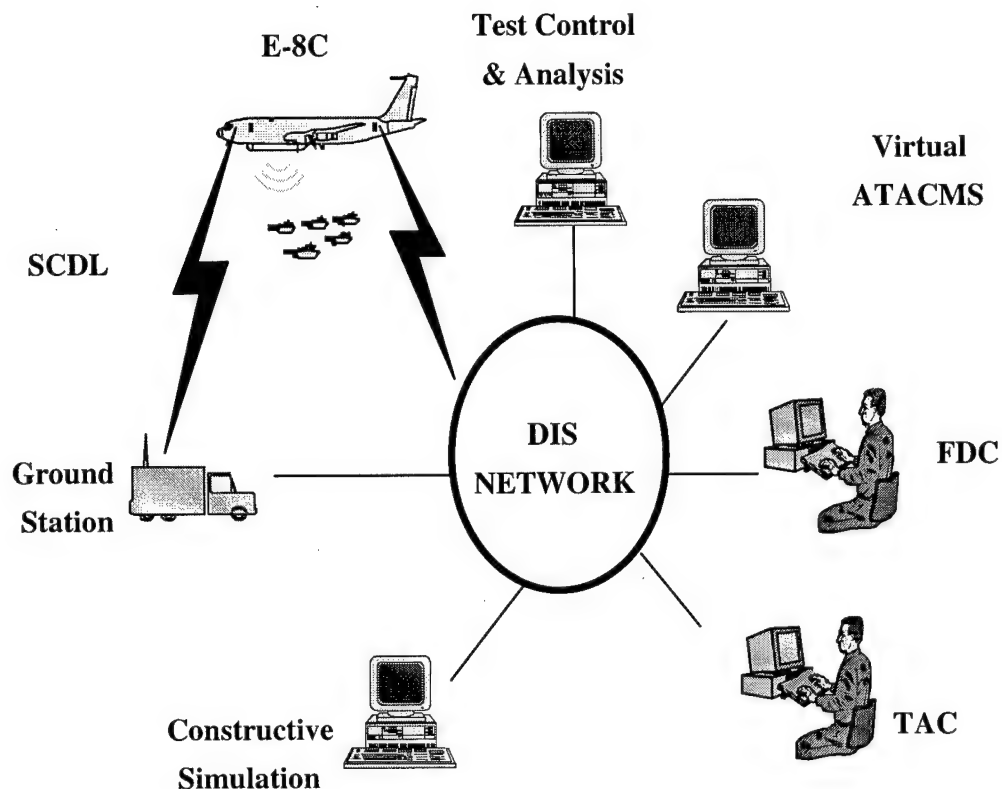 E-8C
Test Control
& Analysis
Virtual
ATACMS
SCDL
DIS
NETWORK
FDC
Ground
Station
TAC
Constructive
Simulation